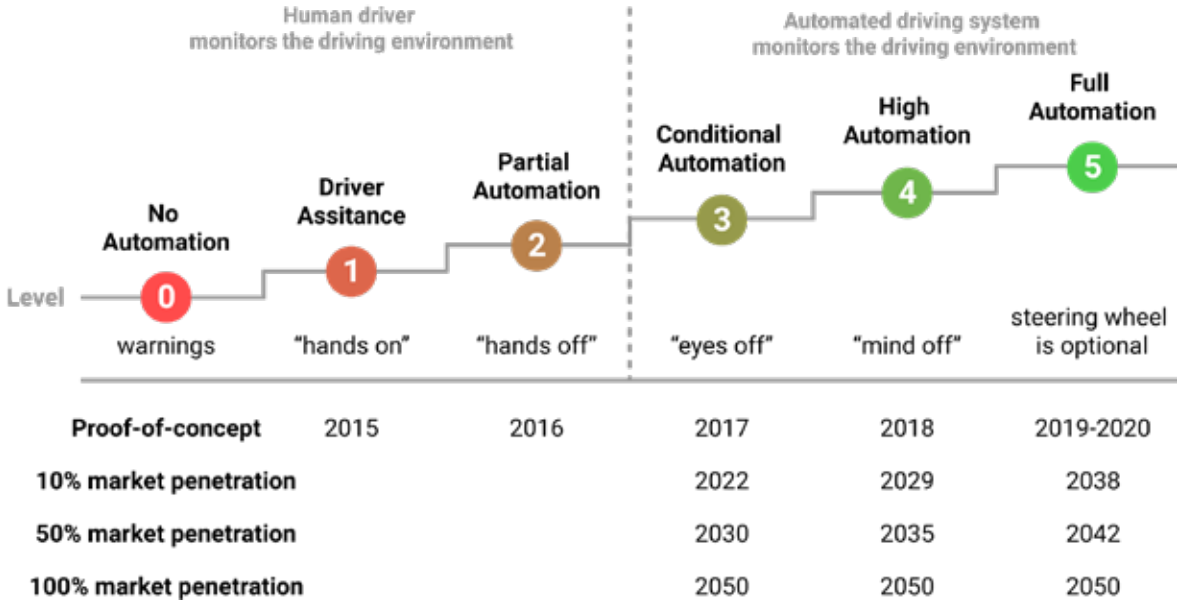 Human driver
monitors the driving environment
Automated driving system
monitors the driving environment
No
Automation
Driver
Assitance
Partial
Automation
Conditional
Automation
High
Automation
Full
Automation
Level
0
1
2
3
4
5
warnings
“hands on”
“hands off”
“eyes off”
“mind off”
steering wheel
is optional
Proof-of-concept 2015 2016 2017 2018 2019-2020
10% market penetration 2022 2029 2038
50% market penetration 2030 2035 2042
100% market penetration 2050 2050 2050